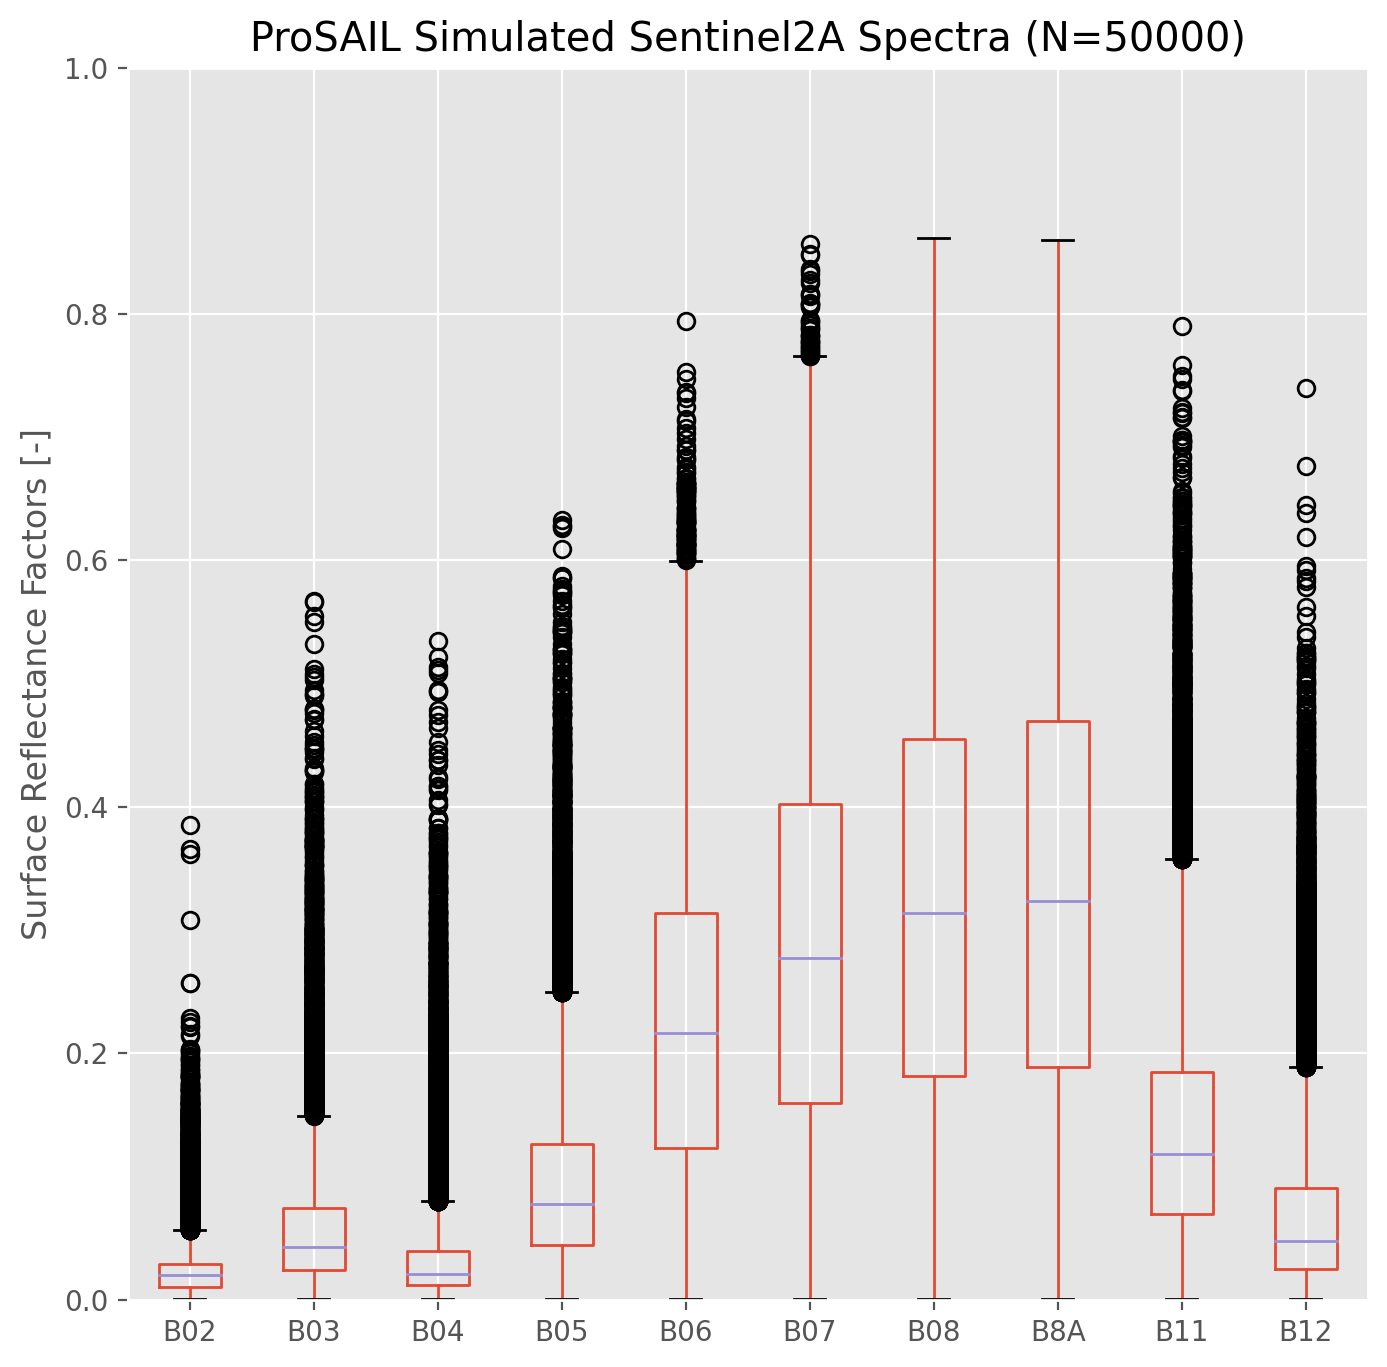 ProSAIL Simulated Sentinel2A Spectra (N=50000)
Surface Reflectance Factors [-]
1.0
0.8
0.6
0.4
0.2
0.0
B02 B03 B04 B05 B06 B07 B08 B8A B11 B12